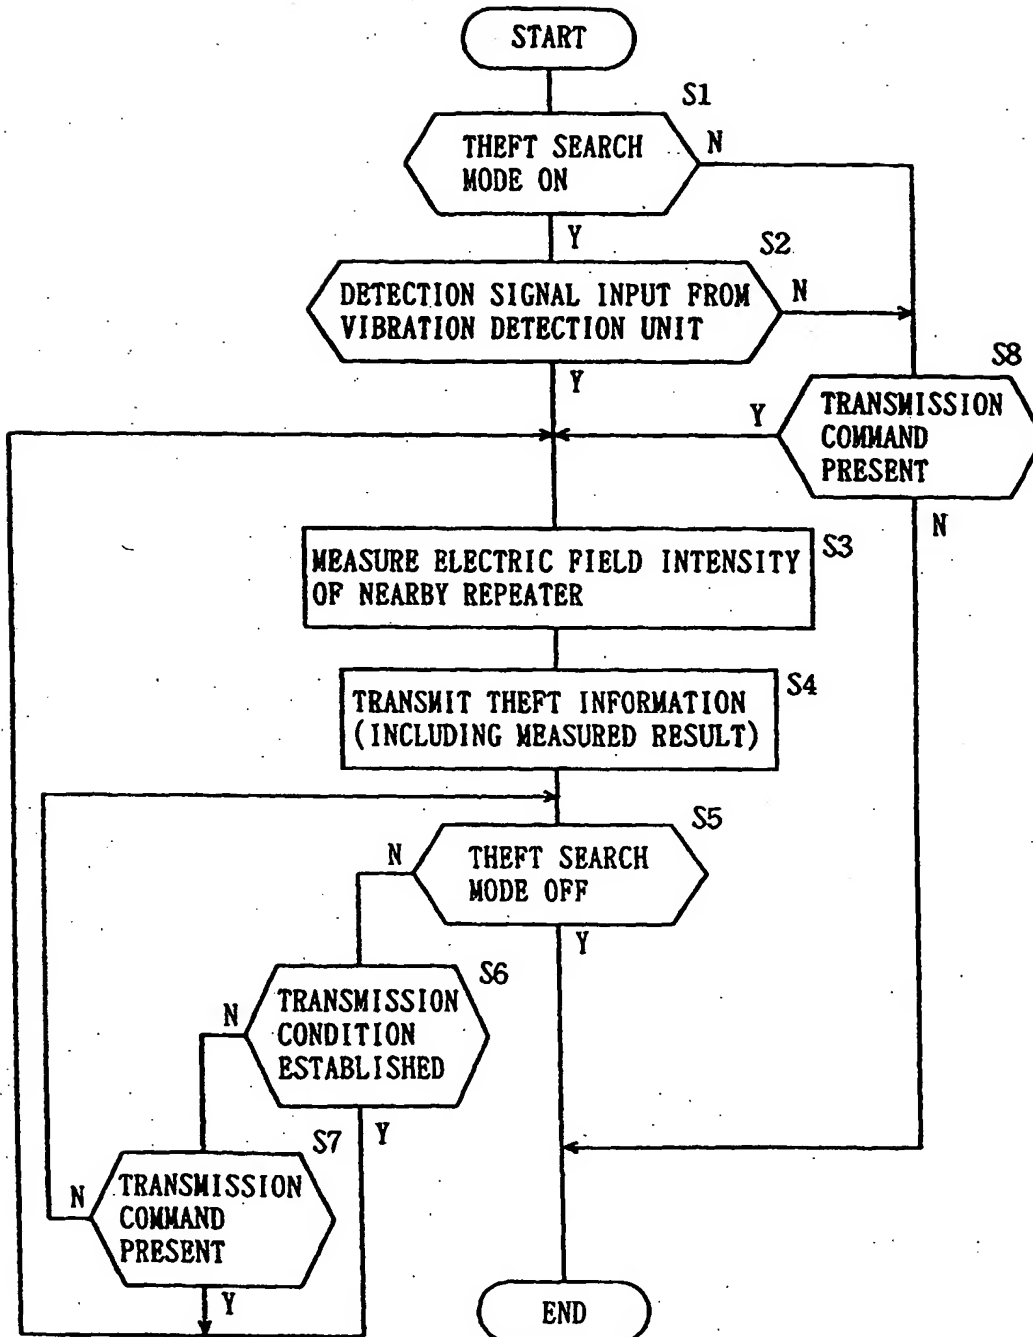 START
S1
THEFT SEARCH
MODE ON
N
Y
S2
DETECTION SIGNAL INPUT FROM
VIBRATION DETECTION UNIT
N
Y
S8
TRANSMISSION
COMMAND
PRESENT
Y
N
S3
MEASURE ELECTRIC FIELD INTENSITY
OF NEARBY REPEATER
S4
TRANSMIT THEFT INFORMATION
(INCLUDING MEASURED RESULT)
S5
THEFT SEARCH
MODE OFF
N
Y
S6
TRANSMISSION
CONDITION
ESTABLISHED
N
Y
S7
TRANSMISSION
COMMAND
PRESENT
N
Y
END